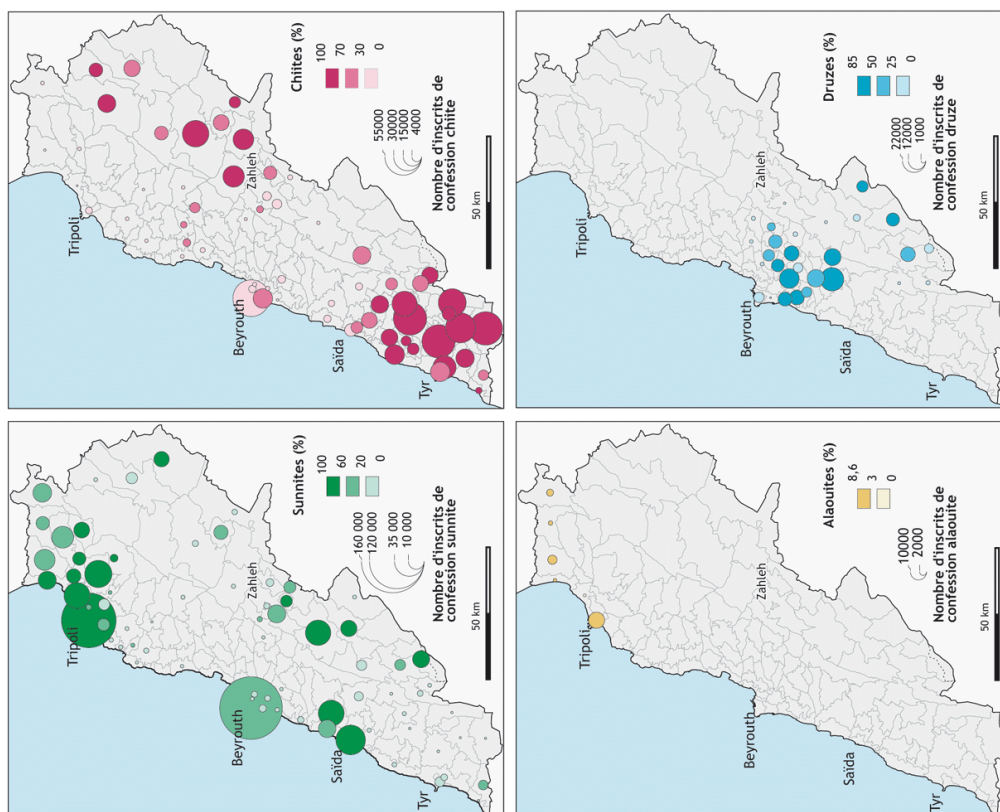 Chiites (%)
100
70
30
0
55000
30000
15000
4000
Nombre d'inscrits de
confession chiite
50 km
Tripoli
Zahleh
Beyrouth
Saïda
Tyr
Druzes (%)
85
50
25
0
22000
12000
1000
Nombre d'inscrits de
confession druze
50 km
Tripoli
Zahleh
Beyrouth
Saïda
Tyr
Sunnites (%)
100
60
20
0
160 000
120 000
35 000
10 000
Nombre d'inscrits de
confession sunnite
50 km
Tripoli
Zahleh
Beyrouth
Saïda
Tyr
Alaouites (%)
8,6
3
0
10000
2000
Nombre d'inscrits de
confession alaouite
50 km
Tripoli
Zahleh
Beyrouth
Saïda
Tyr